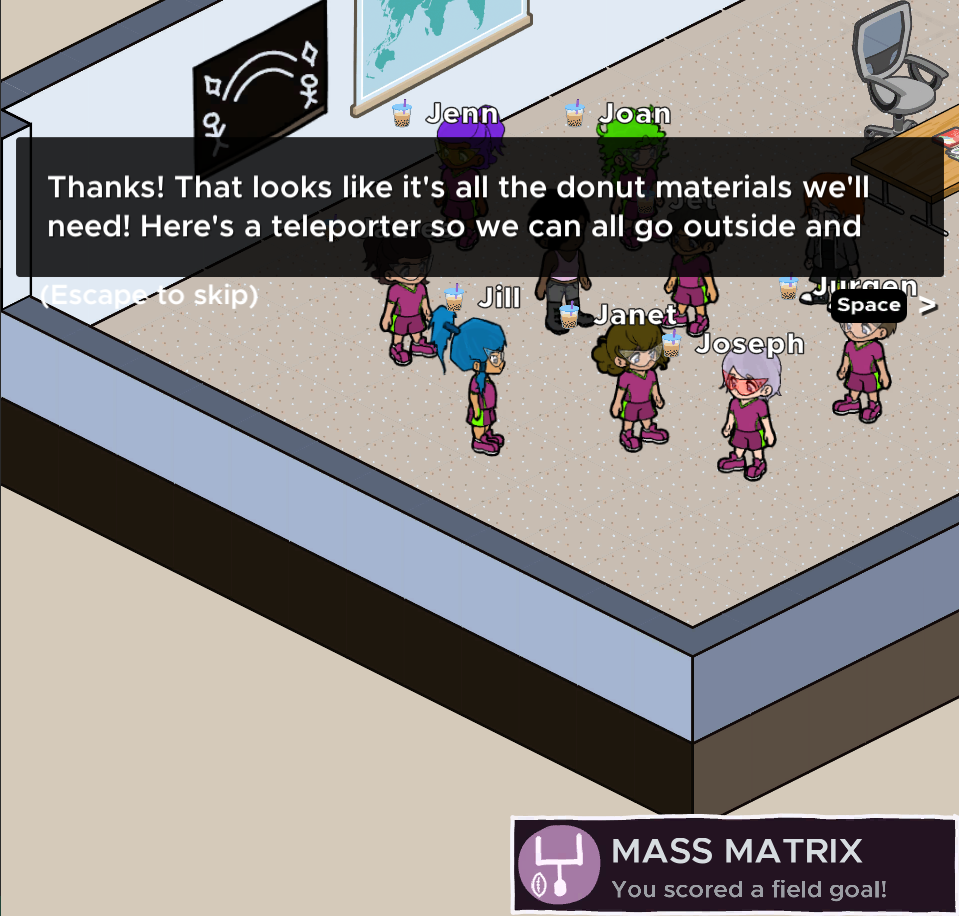 Jenn
Joan
Thanks! That looks like it's all the donut materials we'll
need! Here's a teleporter so we can all go outside and
(Escape to skip)
Jurgen
Space >
Jill
Janet
Joseph
MASS MATRIX
You scored a field goal!